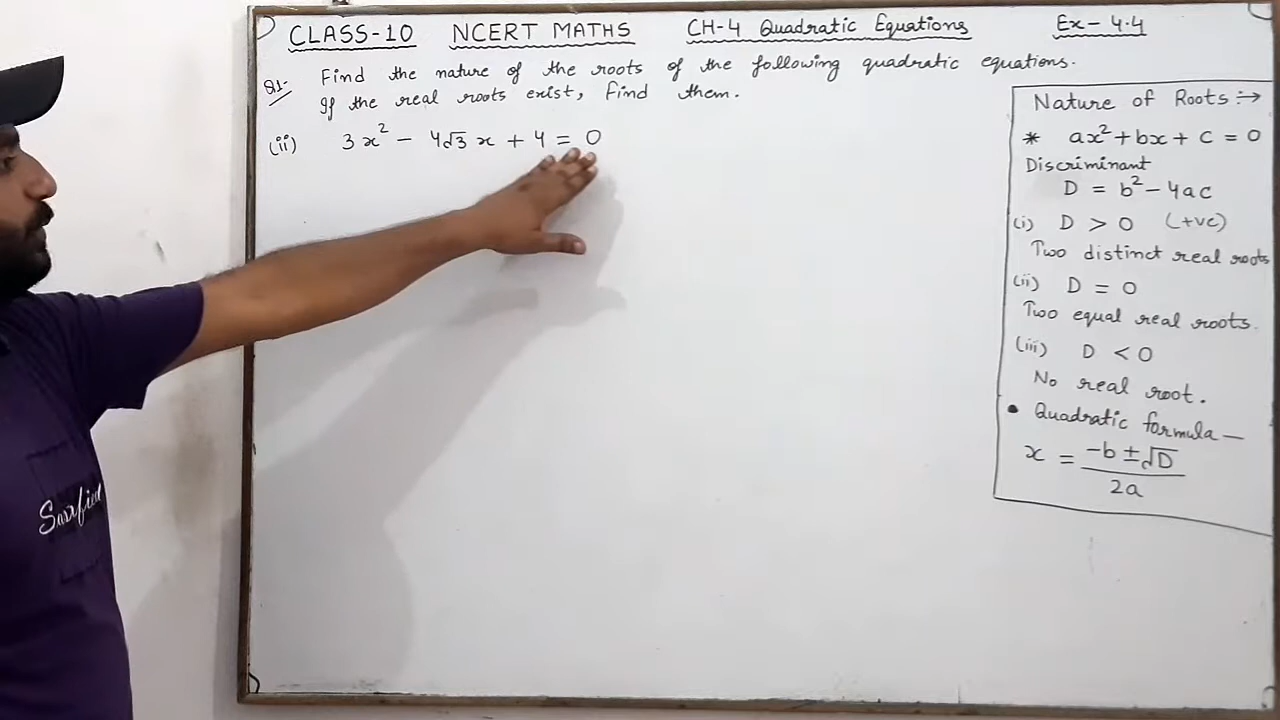 CLASS-10 NCERT MATHS CH-4 Quadratic Equations Ex-4.4
Q1- Find the nature of the roots of the following quadratic equations.
If the real roots exist, find them.
(ii) 3x² - 4√3 x + 4 = 0
Nature of Roots :→
* ax² + bx + c = 0
Discriminant
D = b² - 4ac
(i) D > 0 (+ve)
Two distinct real roots
(ii) D = 0
Two equal real roots.
(iii) D < 0
No real root.
• Quadratic formula —
x = -b ± √D
2a